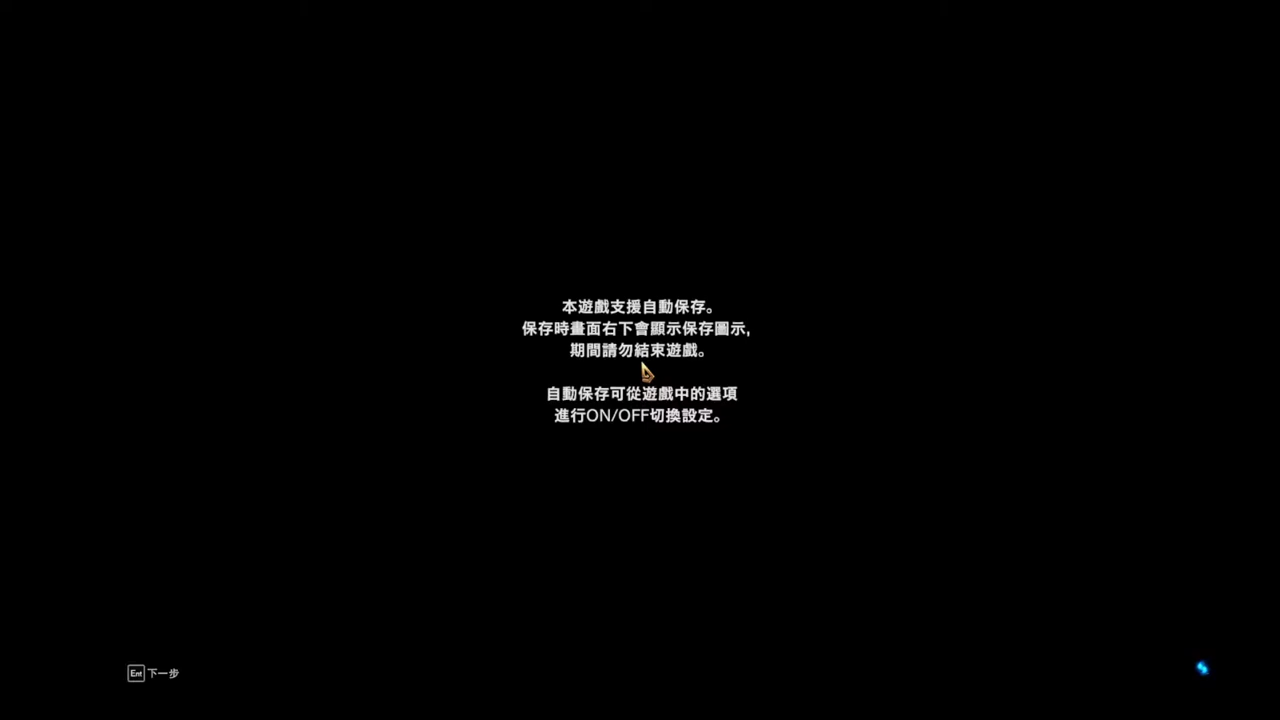 本遊戲支援自動保存。
保存時畫面右下會顯示保存圖示,
期間請勿結束遊戲。
自動保存可從遊戲中的選項
進行ON/OFF切換設定。
Ent下一步